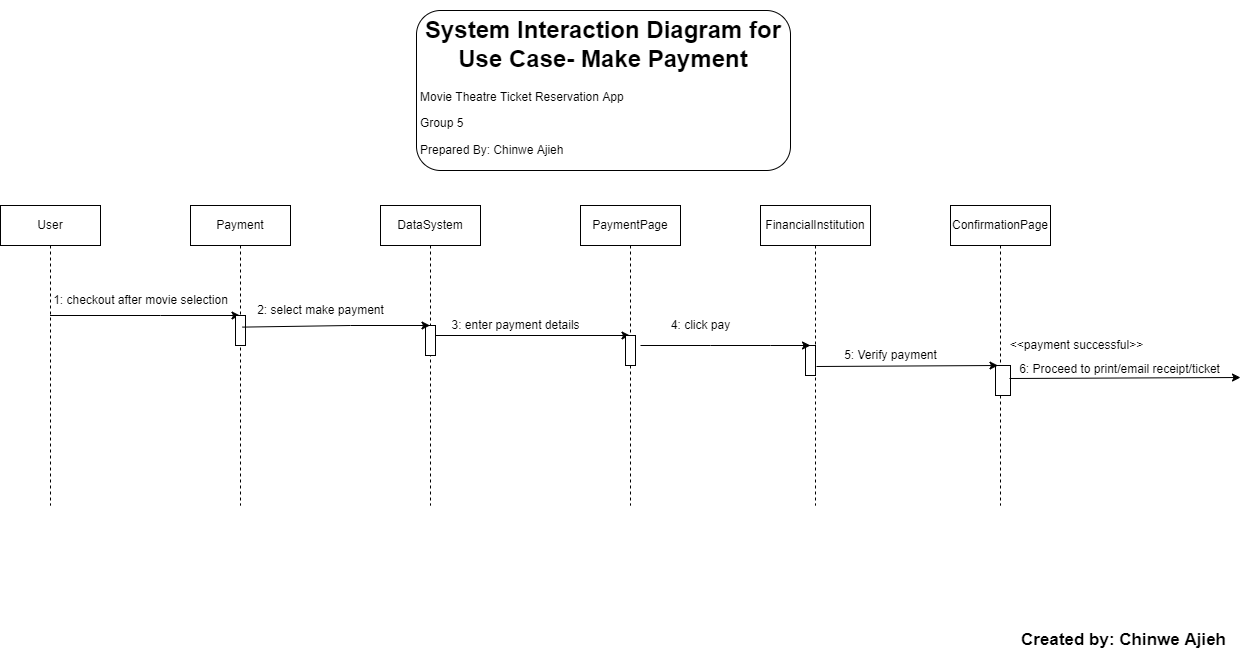 System Interaction Diagram for
Use Case- Make Payment
Movie Theatre Ticket Reservation App
Group 5
Prepared By: Chinwe Ajieh
User
Payment
DataSystem
PaymentPage
FinancialInstitution
ConfirmationPage
1: checkout after movie selection
2: select make payment
3: enter payment details
4: click pay
5: Verify payment
<<payment successful>>
6: Proceed to print/email receipt/ticket
Created by: Chinwe Ajieh